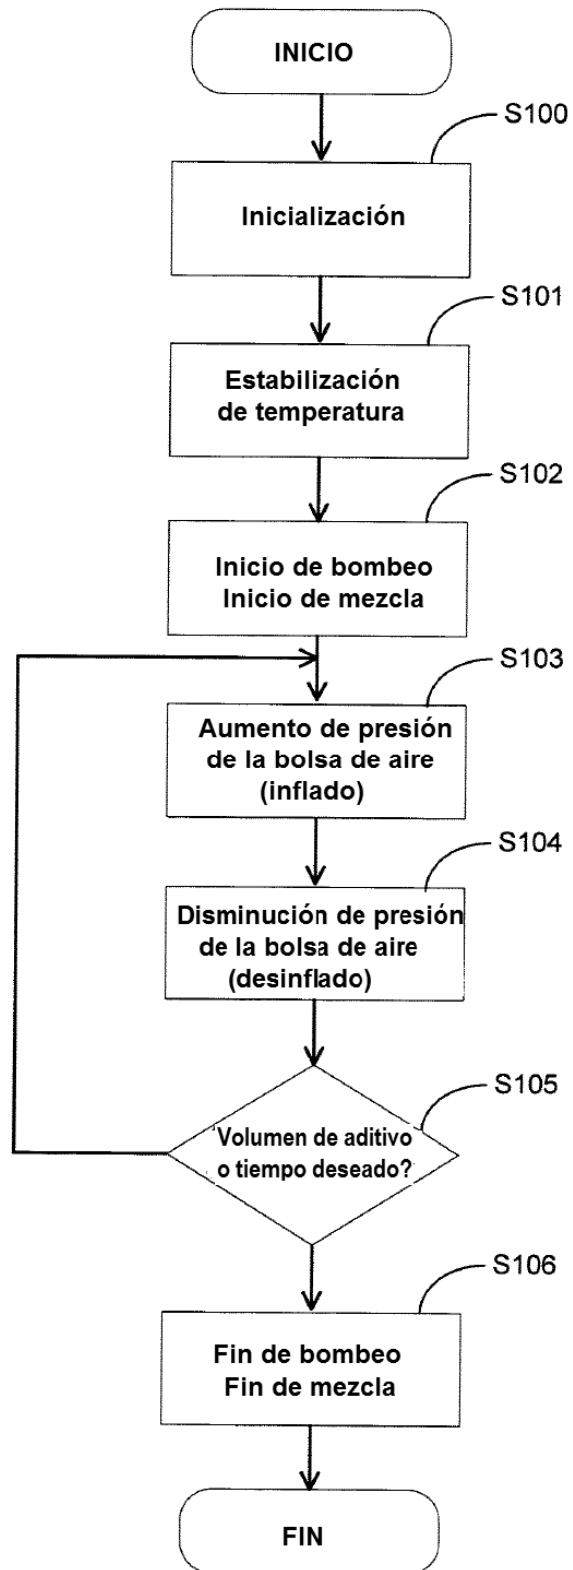 INICIO
S100
Inicialización
S101
Estabilización
de temperatura
S102
Inicio de bombeo
Inicio de mezcla
S103
Aumento de presión
de la bolsa de aire
(inflado)
S104
Disminución de presión
de la bolsa de aire
(desinflado)
S105
Volumen de aditivo
o tiempo deseado?
S106
Fin de bombeo
Fin de mezcla
FIN